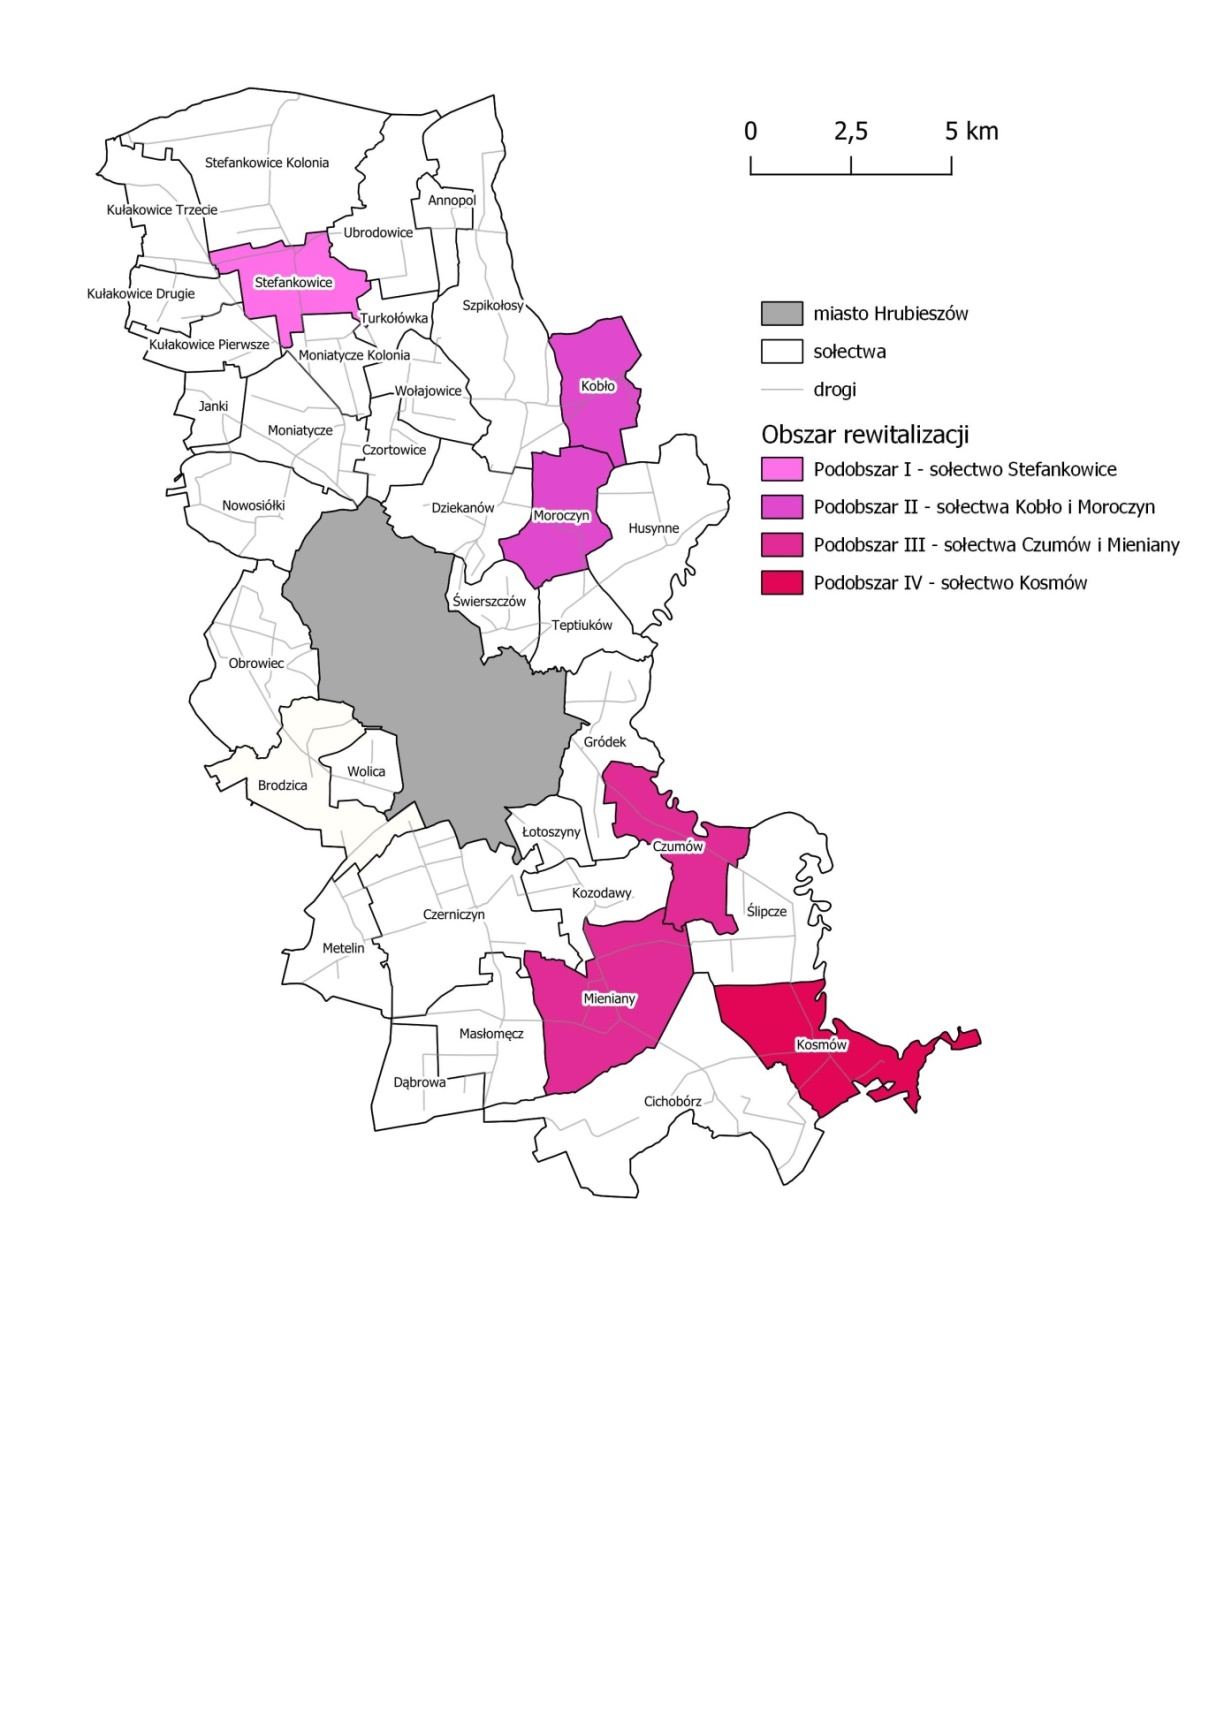 0 2,5 5 km
Stefankowice Kolonia
Annopol
Kułakowice Trzecie
Ubrodowice
Stefankowice
Kułakowice Drugie
Szpikołosy
miasto Hrubieszów
Turkołówka
Kułakowice Pierwsze
sołectwa
Moniatycze Kolonia
Kobło
drogi
Wołajowice
Janki
Moniatycze
Obszar rewitalizacji
Czortowice
Podobszar I - sołectwo Stefankowice
Nowosiółki
Dziekanów
Podobszar II - sołectwa Kobło i Moroczyn
Moroczyn
Husynne
Podobszar III - sołectwa Czumów i Mieniany
Podobszar IV - sołectwo Kosmów
Świerszczów
Teptiuków
Obrowiec
Gródek
Wolica
Brodzica
Łotoszyny
Czumów
Kozodawy
Czerniczyn
Ślipcze
Metelin
Mieniany
Masłomęcz
Kosmów
Dąbrowa
Cichobórz